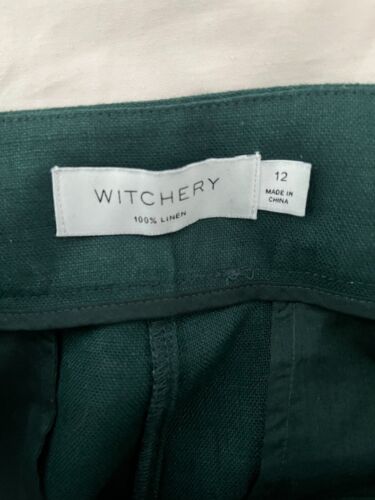 WITCHERY
100% LINEN
12
MADE IN
CHINA